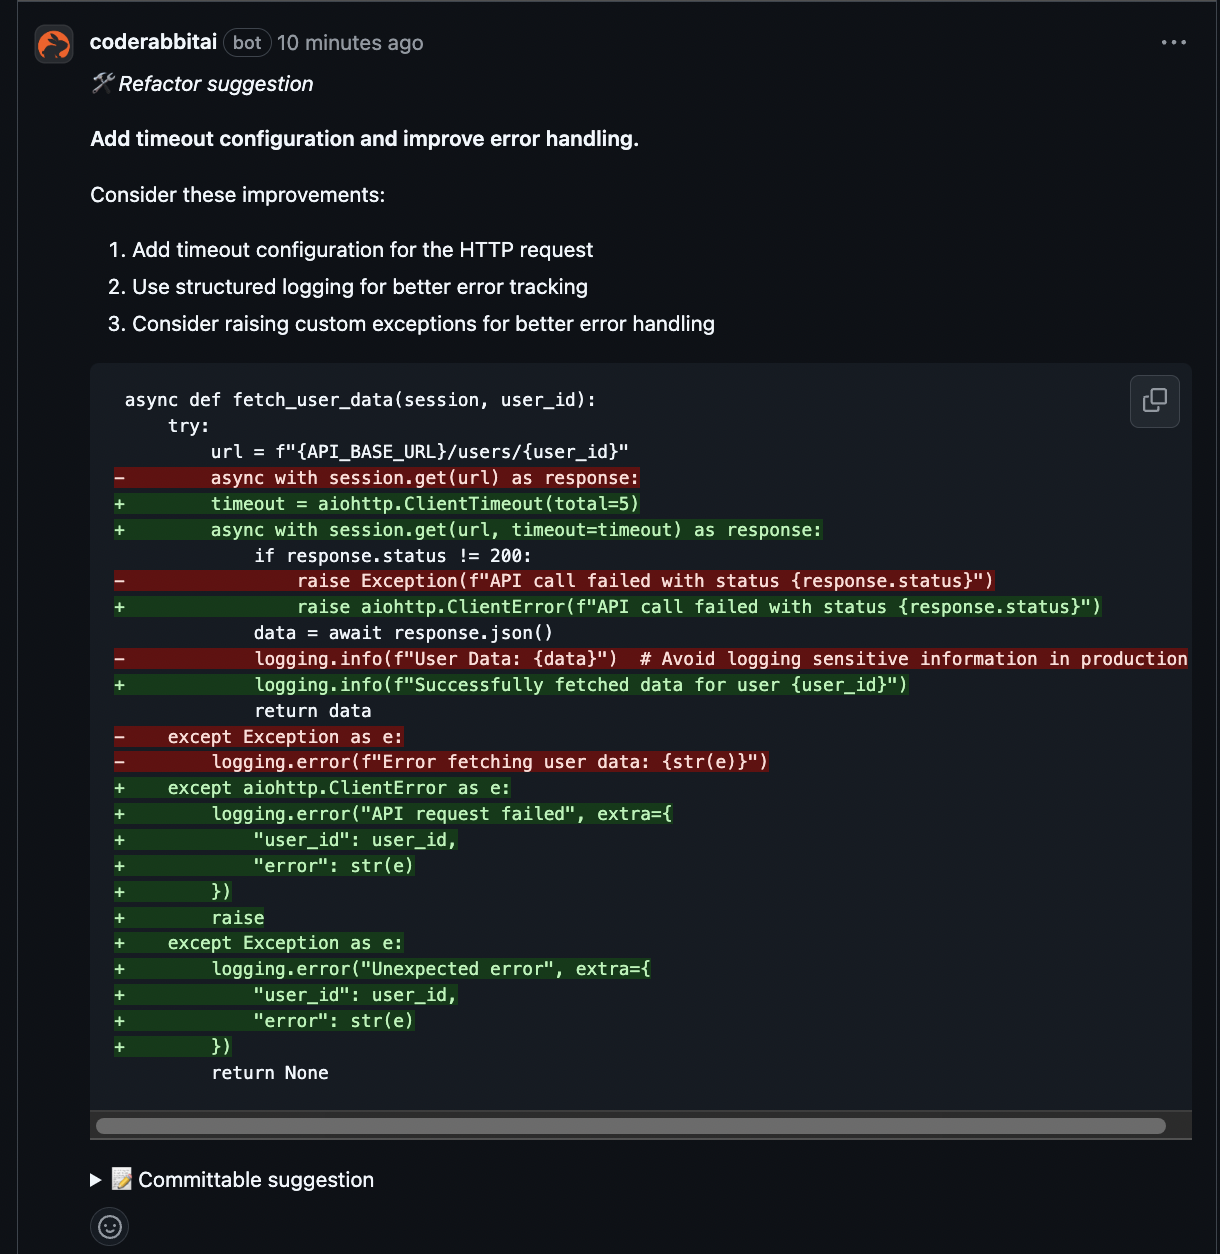 coderabbitai bot 10 minutes ago
🛠️ Refactor suggestion
Add timeout configuration and improve error handling.
Consider these improvements:
1. Add timeout configuration for the HTTP request
2. Use structured logging for better error tracking
3. Consider raising custom exceptions for better error handling
 async def fetch_user_data(session, user_id):
     try:
         url = f"{API_BASE_URL}/users/{user_id}"
-        async with session.get(url) as response:
+        timeout = aiohttp.ClientTimeout(total=5)
+        async with session.get(url, timeout=timeout) as response:
             if response.status != 200:
-                raise Exception(f"API call failed with status {response.status}")
+                raise aiohttp.ClientError(f"API call failed with status {response.status}")
             data = await response.json()
-            logging.info(f"User Data: {data}")  # Avoid logging sensitive information in production
+            logging.info(f"Successfully fetched data for user {user_id}")
             return data
-    except Exception as e:
-        logging.error(f"Error fetching user data: {str(e)}")
+    except aiohttp.ClientError as e:
+        logging.error("API request failed", extra={
+            "user_id": user_id,
+            "error": str(e)
+        })
+        raise
+    except Exception as e:
+        logging.error("Unexpected error", extra={
+            "user_id": user_id,
+            "error": str(e)
+        })
         return None
▶ 📝 Committable suggestion